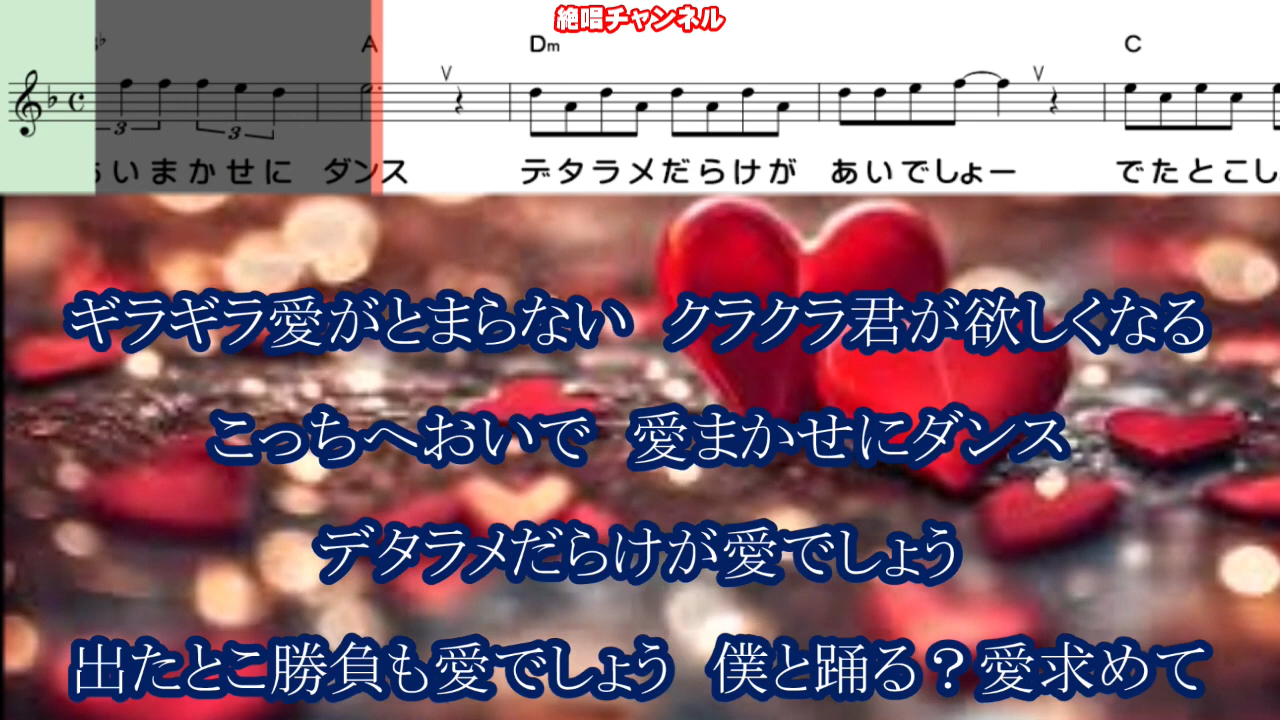 絶唱チャンネル
A Dm C
3 3
いまかせに ダンス デタラメだらけが あいでしょー でたとこし
ギラギラ愛がとまらない クラクラ君が欲しくなる
こっちへおいで 愛まかせにダンス
デタラメだらけが愛でしょう
出たとこ勝負も愛でしょう 僕と踊る？愛求めて